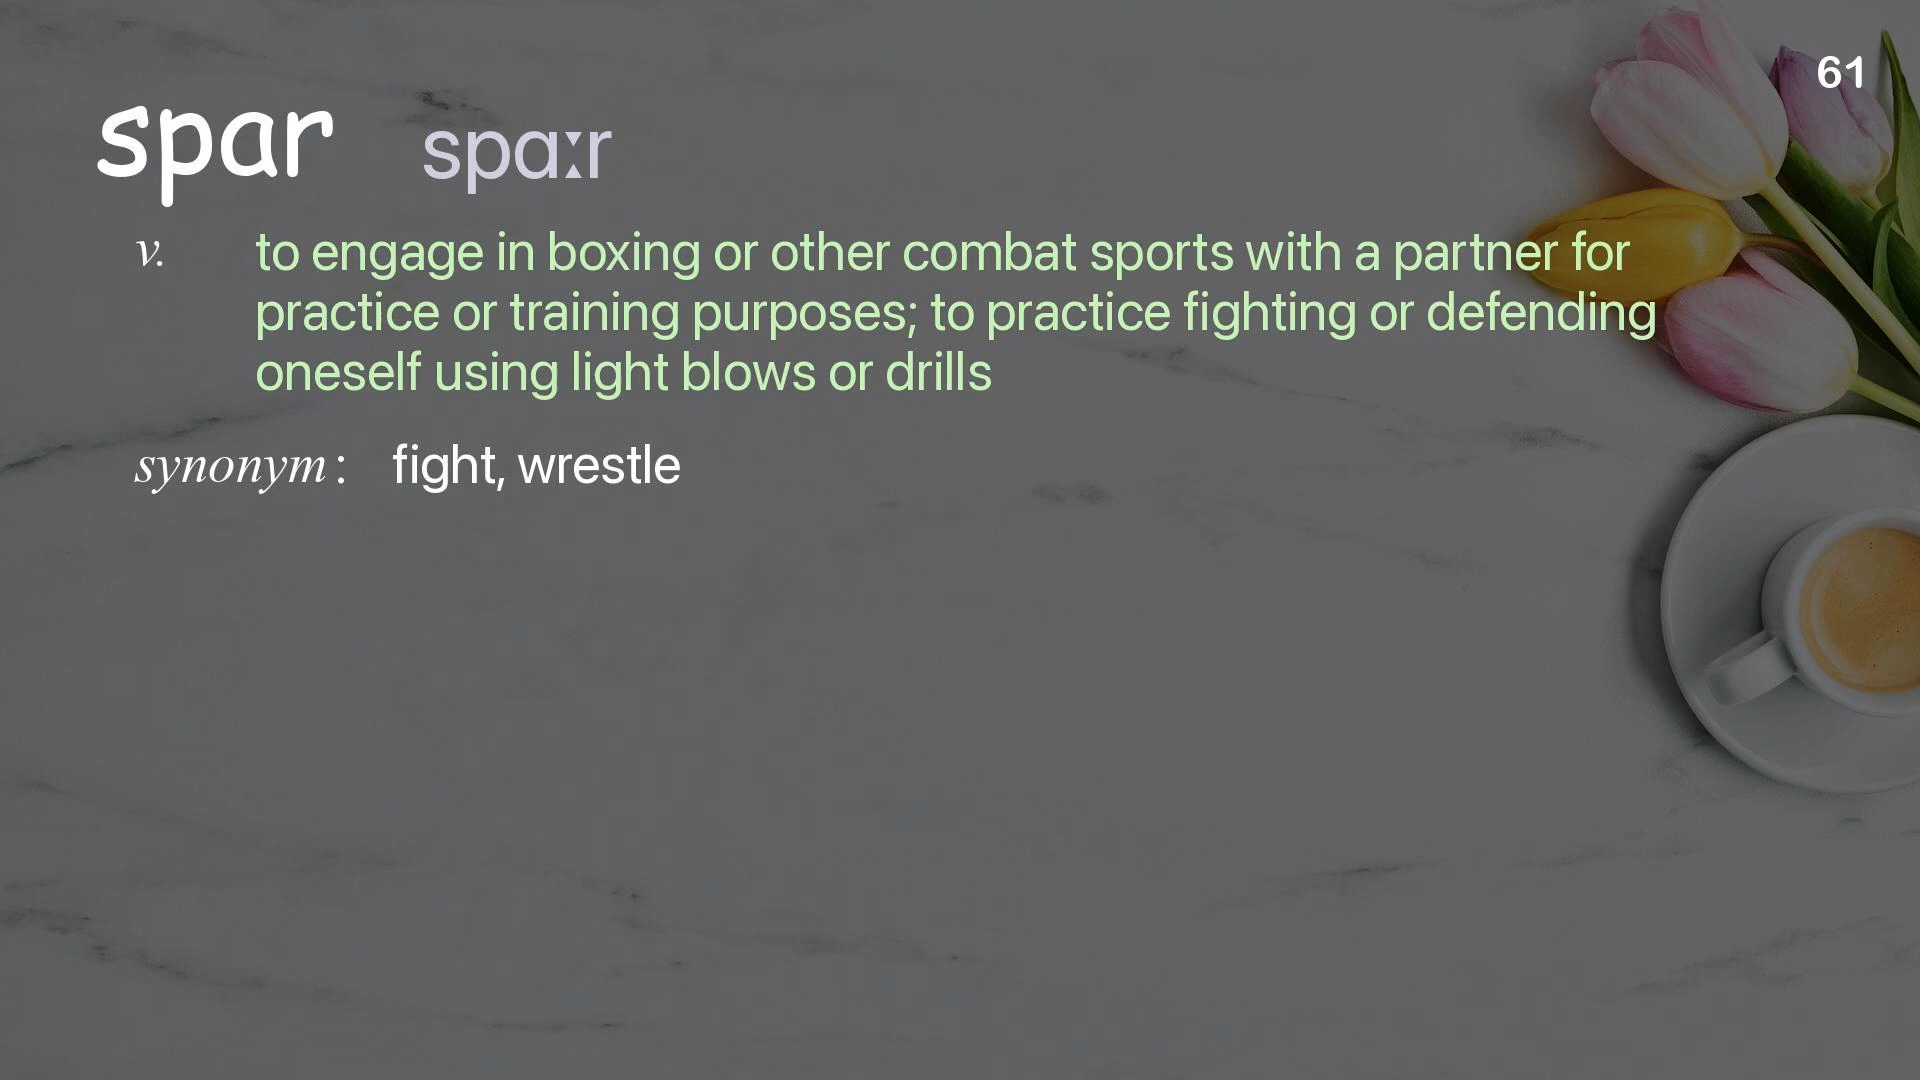 61
spar spɑːr
v. to engage in boxing or other combat sports with a partner for
practice or training purposes; to practice fighting or defending
oneself using light blows or drills
synonym : fight, wrestle